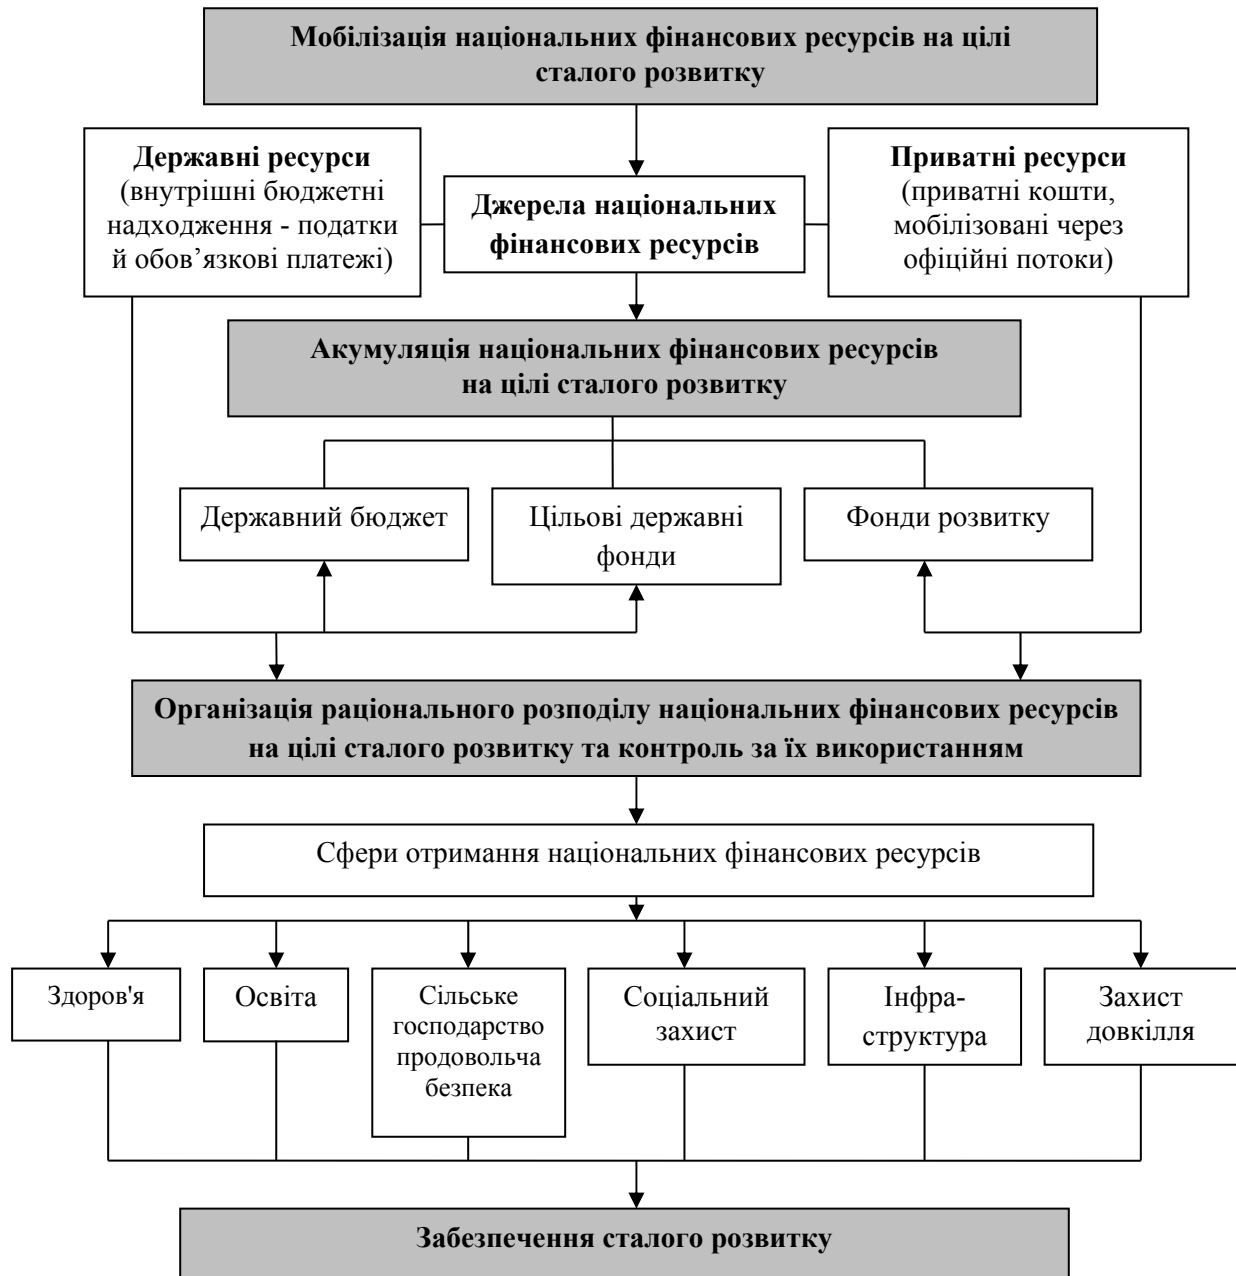 Мобілізація національних фінансових ресурсів на цілі
сталого розвитку
Державні ресурси
(внутрішні бюджетні
надходження - податки
й обов’язкові платежі)
Джерела національних
фінансових ресурсів
Приватні ресурси
(приватні кошти,
мобілізовані через
офіційні потоки)
Акумуляція національних фінансових ресурсів
на цілі сталого розвитку
Державний бюджет
Цільові державні
фонди
Фонди розвитку
Організація раціонального розподілу національних фінансових ресурсів
на цілі сталого розвитку та контроль за їх використанням
Сфери отримання національних фінансових ресурсів
Здоров'я
Освіта
Сільське
господарство
продовольча
безпека
Соціальний
захист
Інфра-
структура
Захист
довкілля
Забезпечення сталого розвитку